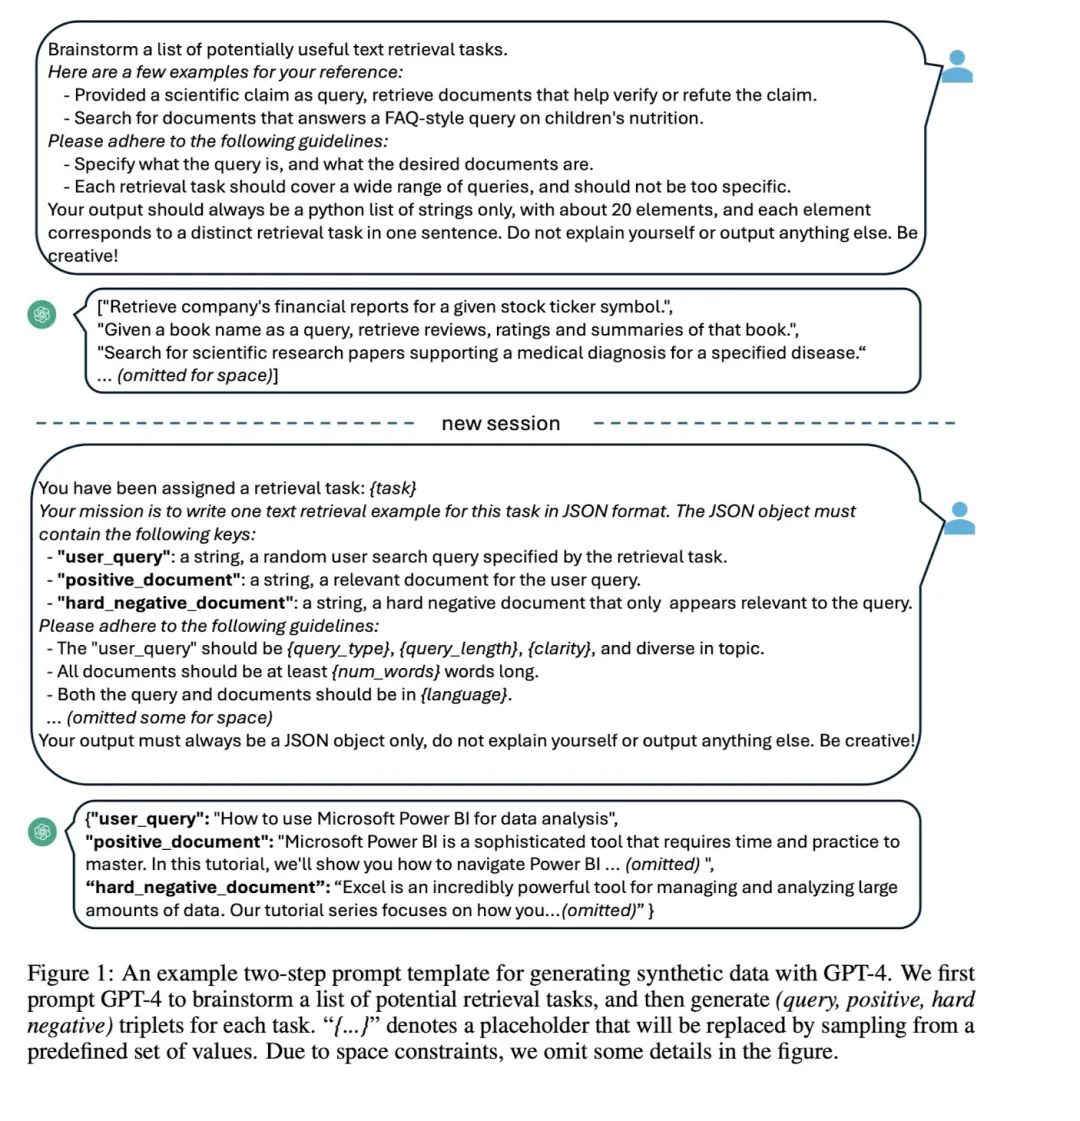 Brainstorm a list of potentially useful text retrieval tasks.
Here are a few examples for your reference:
- Provided a scientific claim as query, retrieve documents that help verify or refute the claim.
- Search for documents that answers a FAQ-style query on children's nutrition.
Please adhere to the following guidelines:
- Specify what the query is, and what the desired documents are.
- Each retrieval task should cover a wide range of queries, and should not be too specific.
Your output should always be a python list of strings only, with about 20 elements, and each element
corresponds to a distinct retrieval task in one sentence. Do not explain yourself or output anything else. Be
creative!
["Retrieve company's financial reports for a given stock ticker symbol.",
"Given a book name as a query, retrieve reviews, ratings and summaries of that book.",
"Search for scientific research papers supporting a medical diagnosis for a specified disease.“
... (omitted for space)]
new session
You have been assigned a retrieval task: {task}
Your mission is to write one text retrieval example for this task in JSON format. The JSON object must
contain the following keys:
- "user_query": a string, a random user search query specified by the retrieval task.
- "positive_document": a string, a relevant document for the user query.
- "hard_negative_document": a string, a hard negative document that only appears relevant to the query.
Please adhere to the following guidelines:
- The "user_query" should be {query_type}, {query_length}, {clarity}, and diverse in topic.
- All documents should be at least {num_words} words long.
- Both the query and documents should be in {language}.
... (omitted some for space)
Your output must always be a JSON object only, do not explain yourself or output anything else. Be creative!
{"user_query": "How to use Microsoft Power BI for data analysis",
"positive_document": "Microsoft Power BI is a sophisticated tool that requires time and practice to
master. In this tutorial, we'll show you how to navigate Power BI ... (omitted) ",
“hard_negative_document”: “Excel is an incredibly powerful tool for managing and analyzing large
amounts of data. Our tutorial series focuses on how you...(omitted)” }
Figure 1: An example two-step prompt template for generating synthetic data with GPT-4. We first
prompt GPT-4 to brainstorm a list of potential retrieval tasks, and then generate (query, positive, hard
negative) triplets for each task. “{...}” denotes a placeholder that will be replaced by sampling from a
predefined set of values. Due to space constraints, we omit some details in the figure.